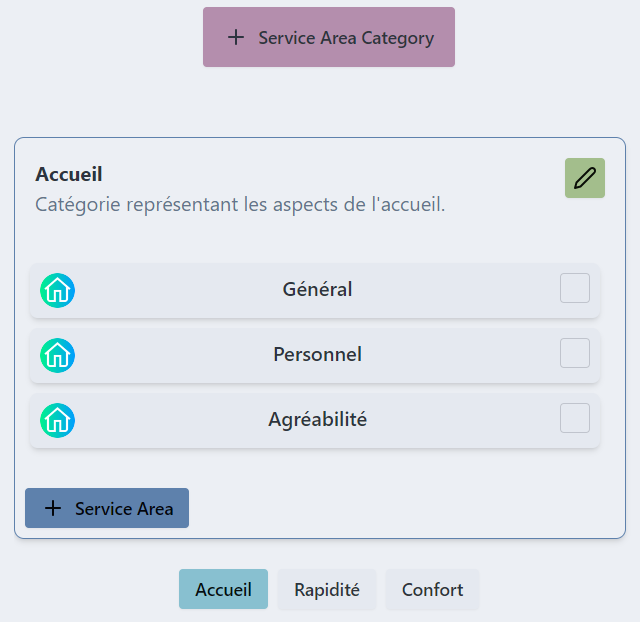 Service Area Category
Accueil
Catégorie représentant les aspects de l'accueil.
Général
Personnel
Agréabilité
Service Area
Accueil Rapidité Confort